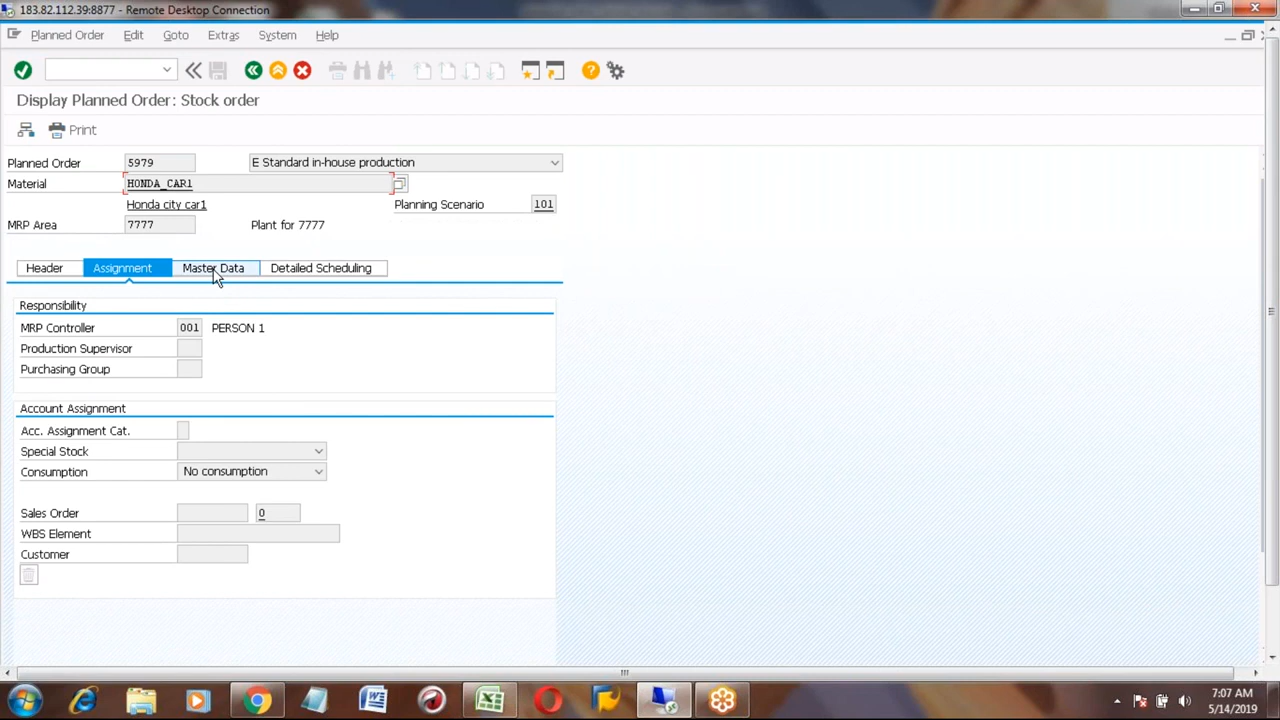 183.82.112.39:8877 - Remote Desktop Connection
Planned Order Edit Goto Extras System Help
Display Planned Order: Stock order
Print
Planned Order 5979 E Standard in-house production
Material HONDA_CAR1
Honda city car1 Planning Scenario 101
MRP Area 7777 Plant for 7777
Header Assignment Master Data Detailed Scheduling
Responsibility
MRP Controller 001 PERSON 1
Production Supervisor
Purchasing Group
Account Assignment
Acc. Assignment Cat.
Special Stock
Consumption No consumption
Sales Order 0
WBS Element
Customer
7:07 AM
5/14/2019